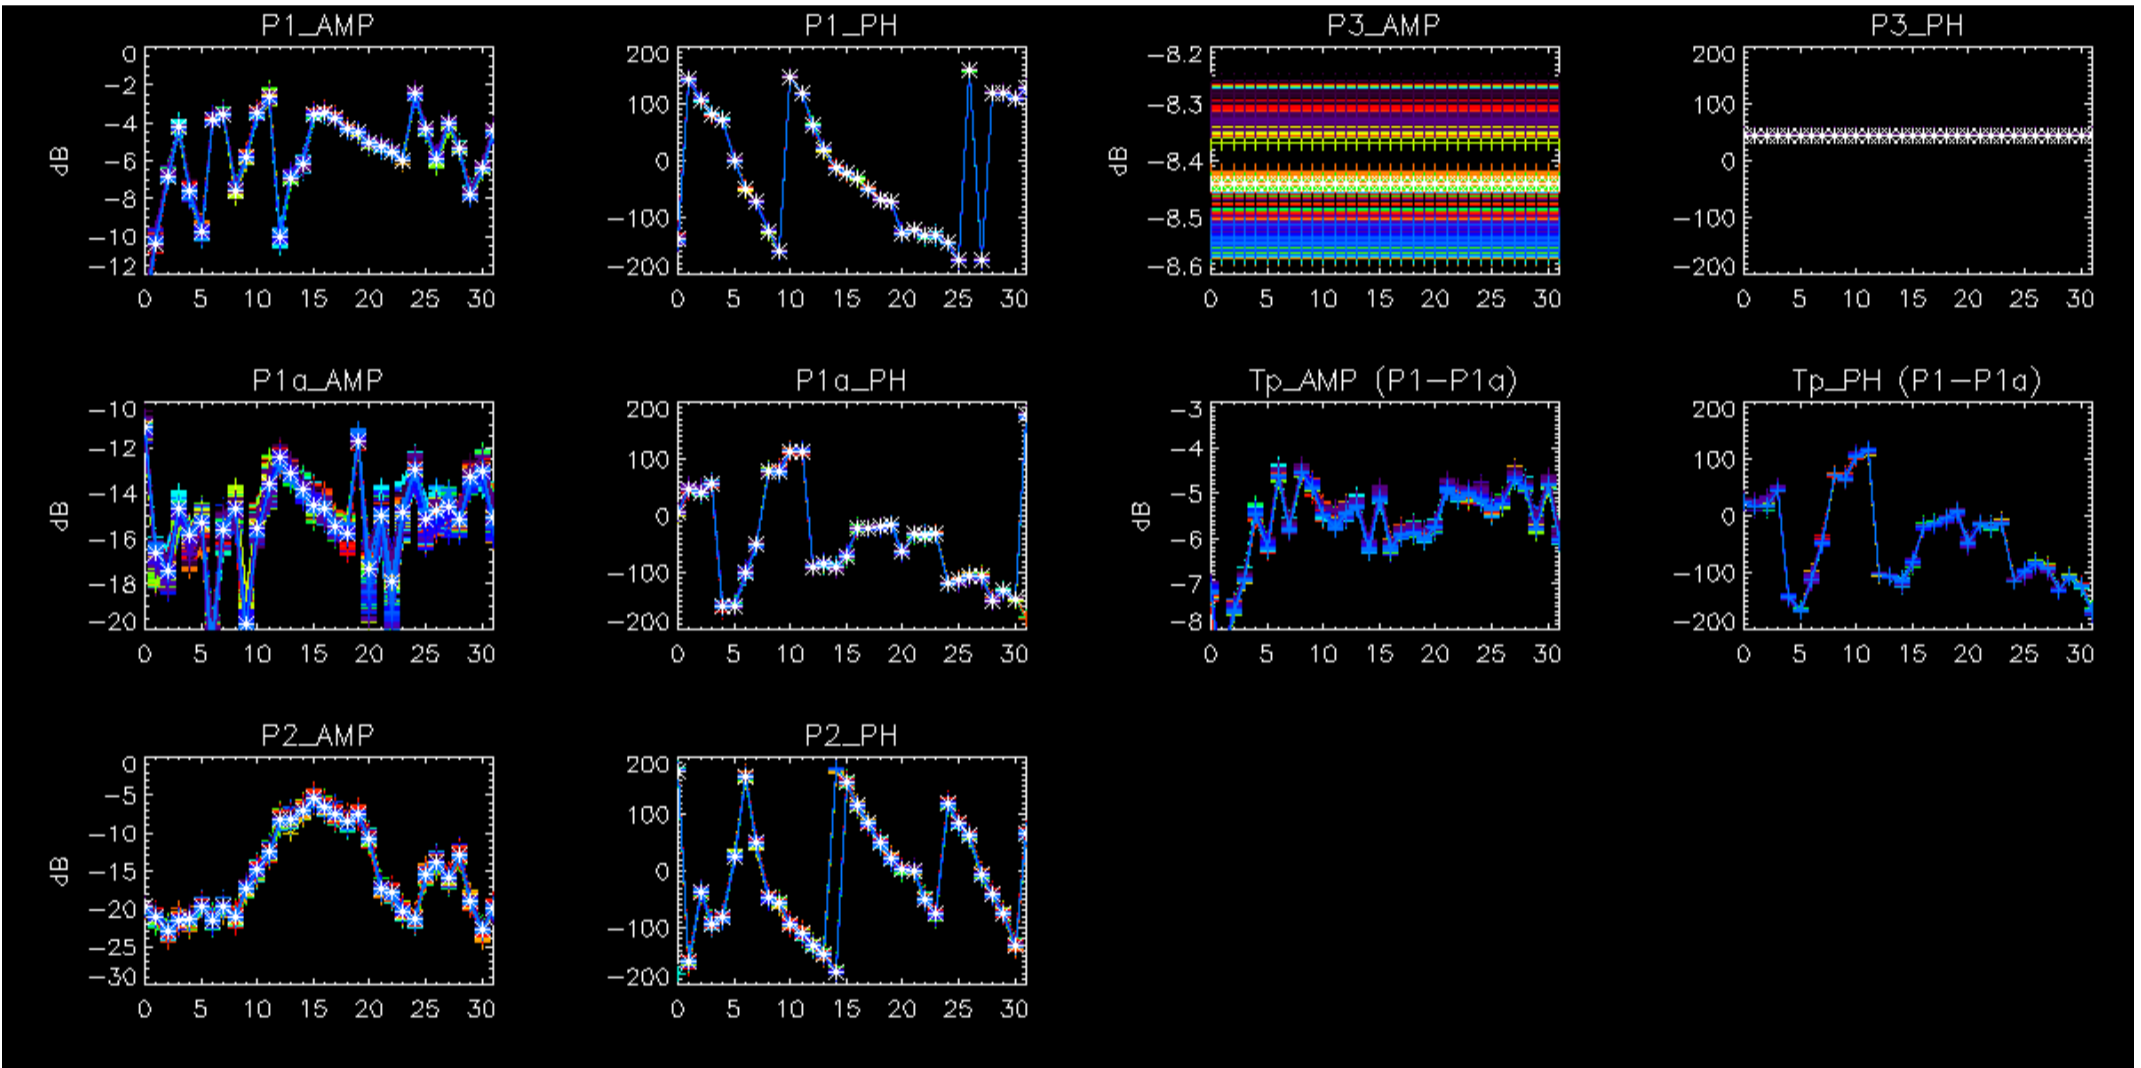 P1_AMP P1_PH P3_AMP P3_PH
0 −2 −4 −6 −8 −10 −12
dB
0 5 10 15 20 25 30
200 100 0 −100 −200
0 5 10 15 20 25 30
−8.2 −8.3 −8.4 −8.5 −8.6
dB
0 5 10 15 20 25 30
200 100 0 −100 −200
0 5 10 15 20 25 30
P1a_AMP P1a_PH Tp_AMP (P1−P1a) Tp_PH (P1−P1a)
−10 −12 −14 −16 −18 −20
dB
0 5 10 15 20 25 30
200 100 0 −100 −200
0 5 10 15 20 25 30
−3 −4 −5 −6 −7 −8
dB
0 5 10 15 20 25 30
200 100 0 −100 −200
0 5 10 15 20 25 30
P2_AMP P2_PH
0 −5 −10 −15 −20 −25 −30
dB
0 5 10 15 20 25 30
200 100 0 −100 −200
0 5 10 15 20 25 30